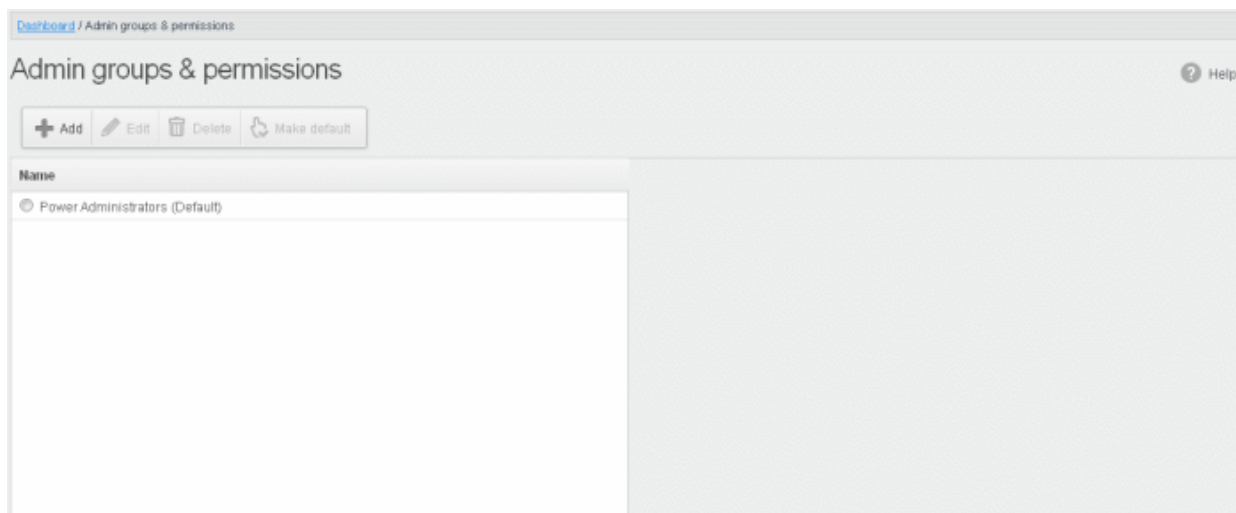 Dashboard / Admin groups & permissions
Admin groups & permissions
Help
Add Edit Delete Make default
Name
Power Administrators (Default)